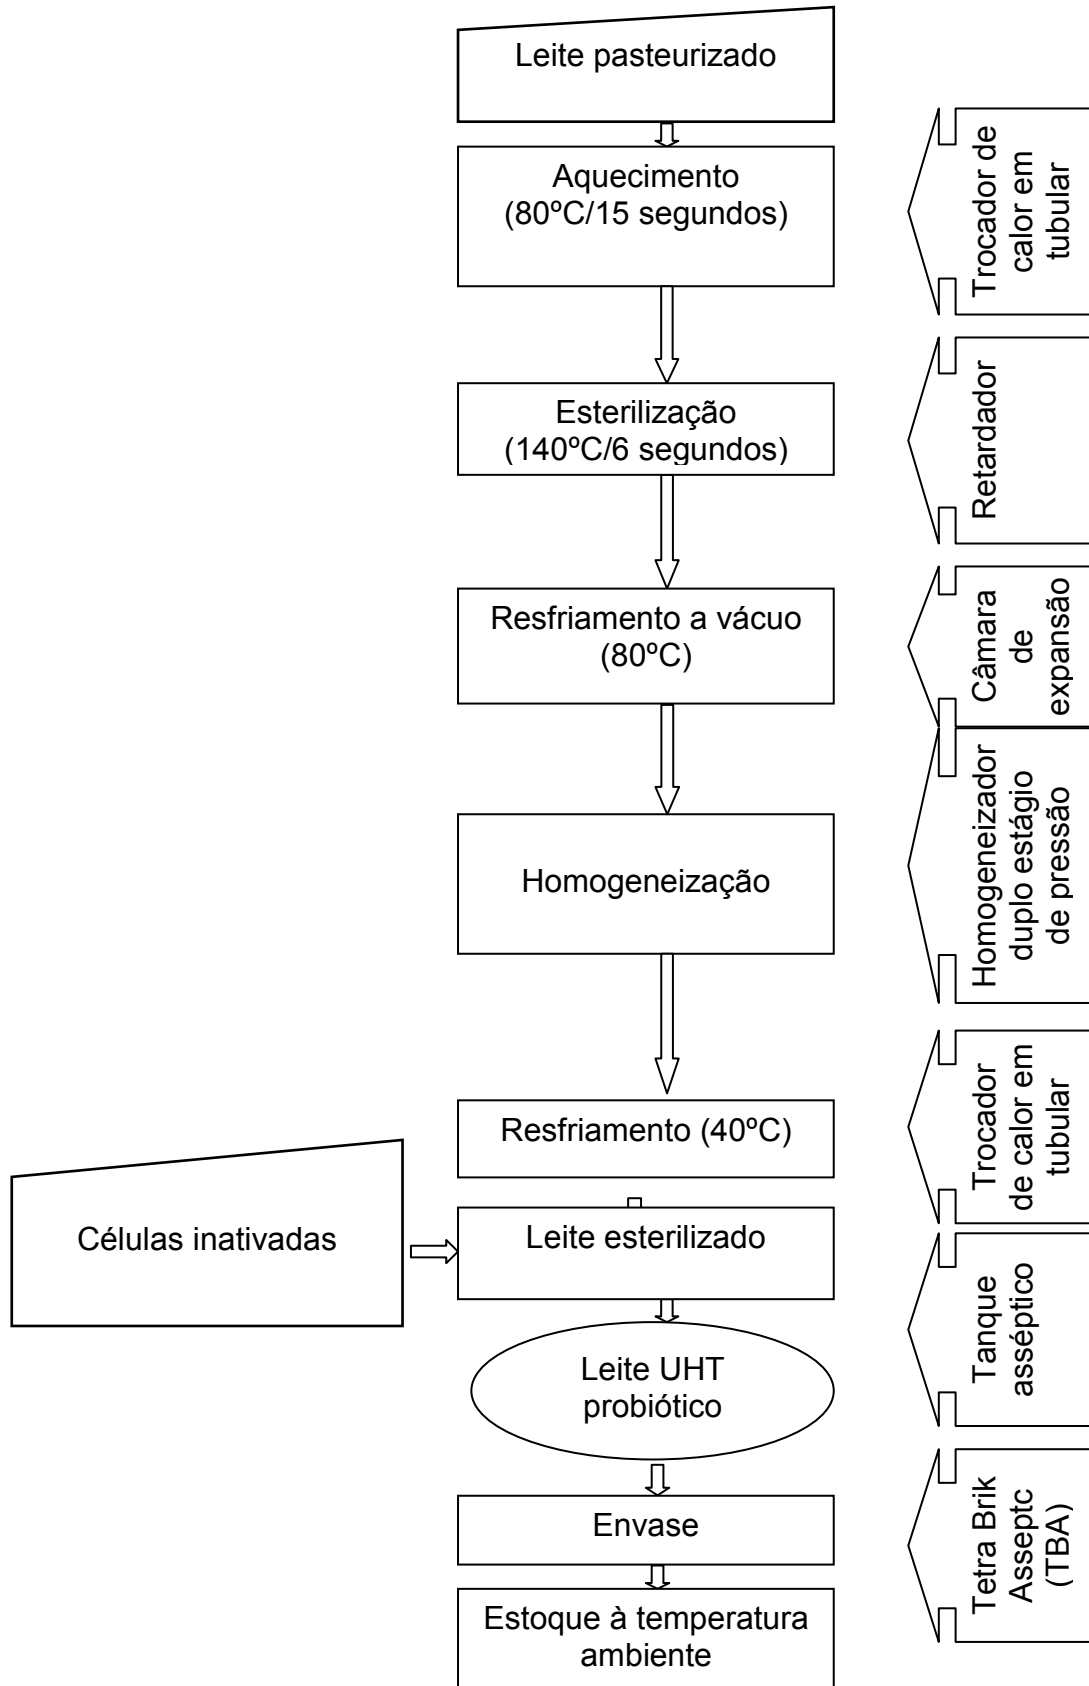 Leite pasteurizado
Aquecimento
(80ºC/15 segundos)
Trocador de
calor em
tubular
Esterilização
(140ºC/6 segundos)
Retardador
Resfriamento a vácuo
(80ºC)
Câmara
de
expansão
Homogeneização
Homogeneizador
duplo estágio
de pressão
Resfriamento (40ºC)
Trocador
de calor em
tubular
Células inativadas
Leite esterilizado
Tanque
asséptico
Leite UHT
probiótico
Envase
Tetra Brik
Asseptc
(TBA)
Estoque à temperatura
ambiente